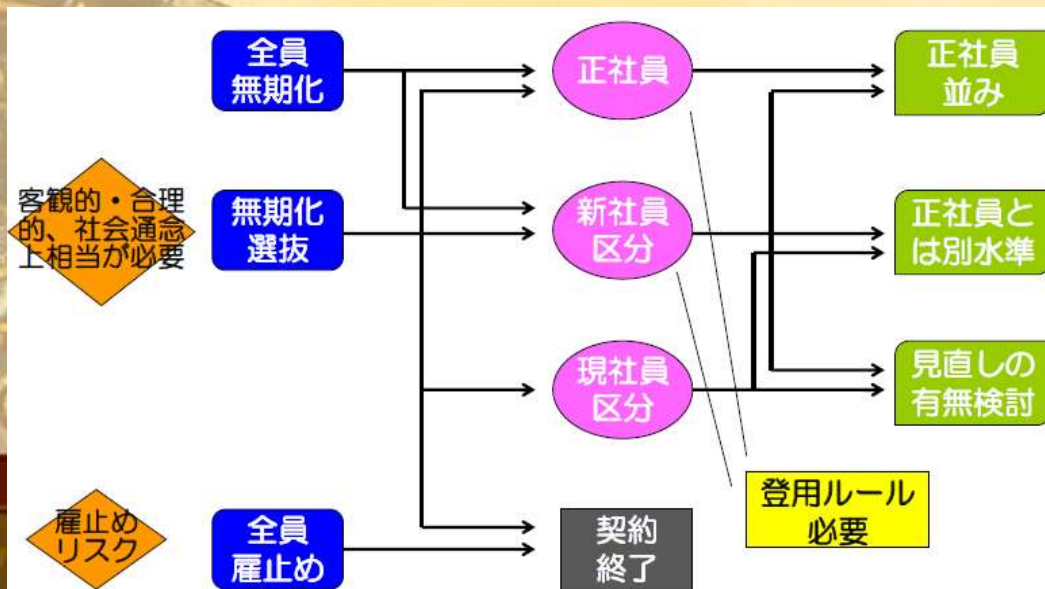 全員
無期化
正社員
正社員
並み
客観的・合理
的、社会通念
上相当が必要
無期化
選抜
新社員
区分
正社員と
は別水準
現社員
区分
見直しの
有無検討
登用ルール
必要
雇止め
リスク
全員
雇止め
契約
終了